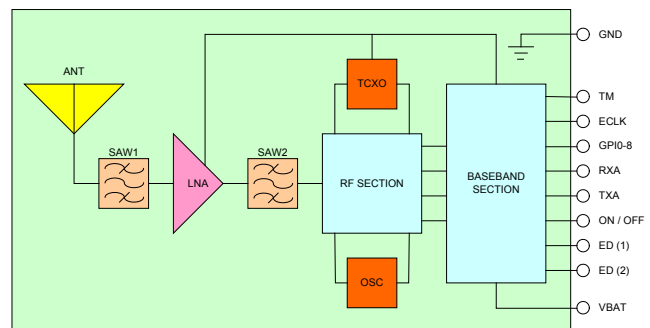 GND
ANT
TCXO
TM
ECLK
SAW1
SAW2
GPI0-8
LNA
RF SECTION
BASEBAND
SECTION
RXA
TXA
ON / OFF
ED (1)
ED (2)
OSC
VBAT